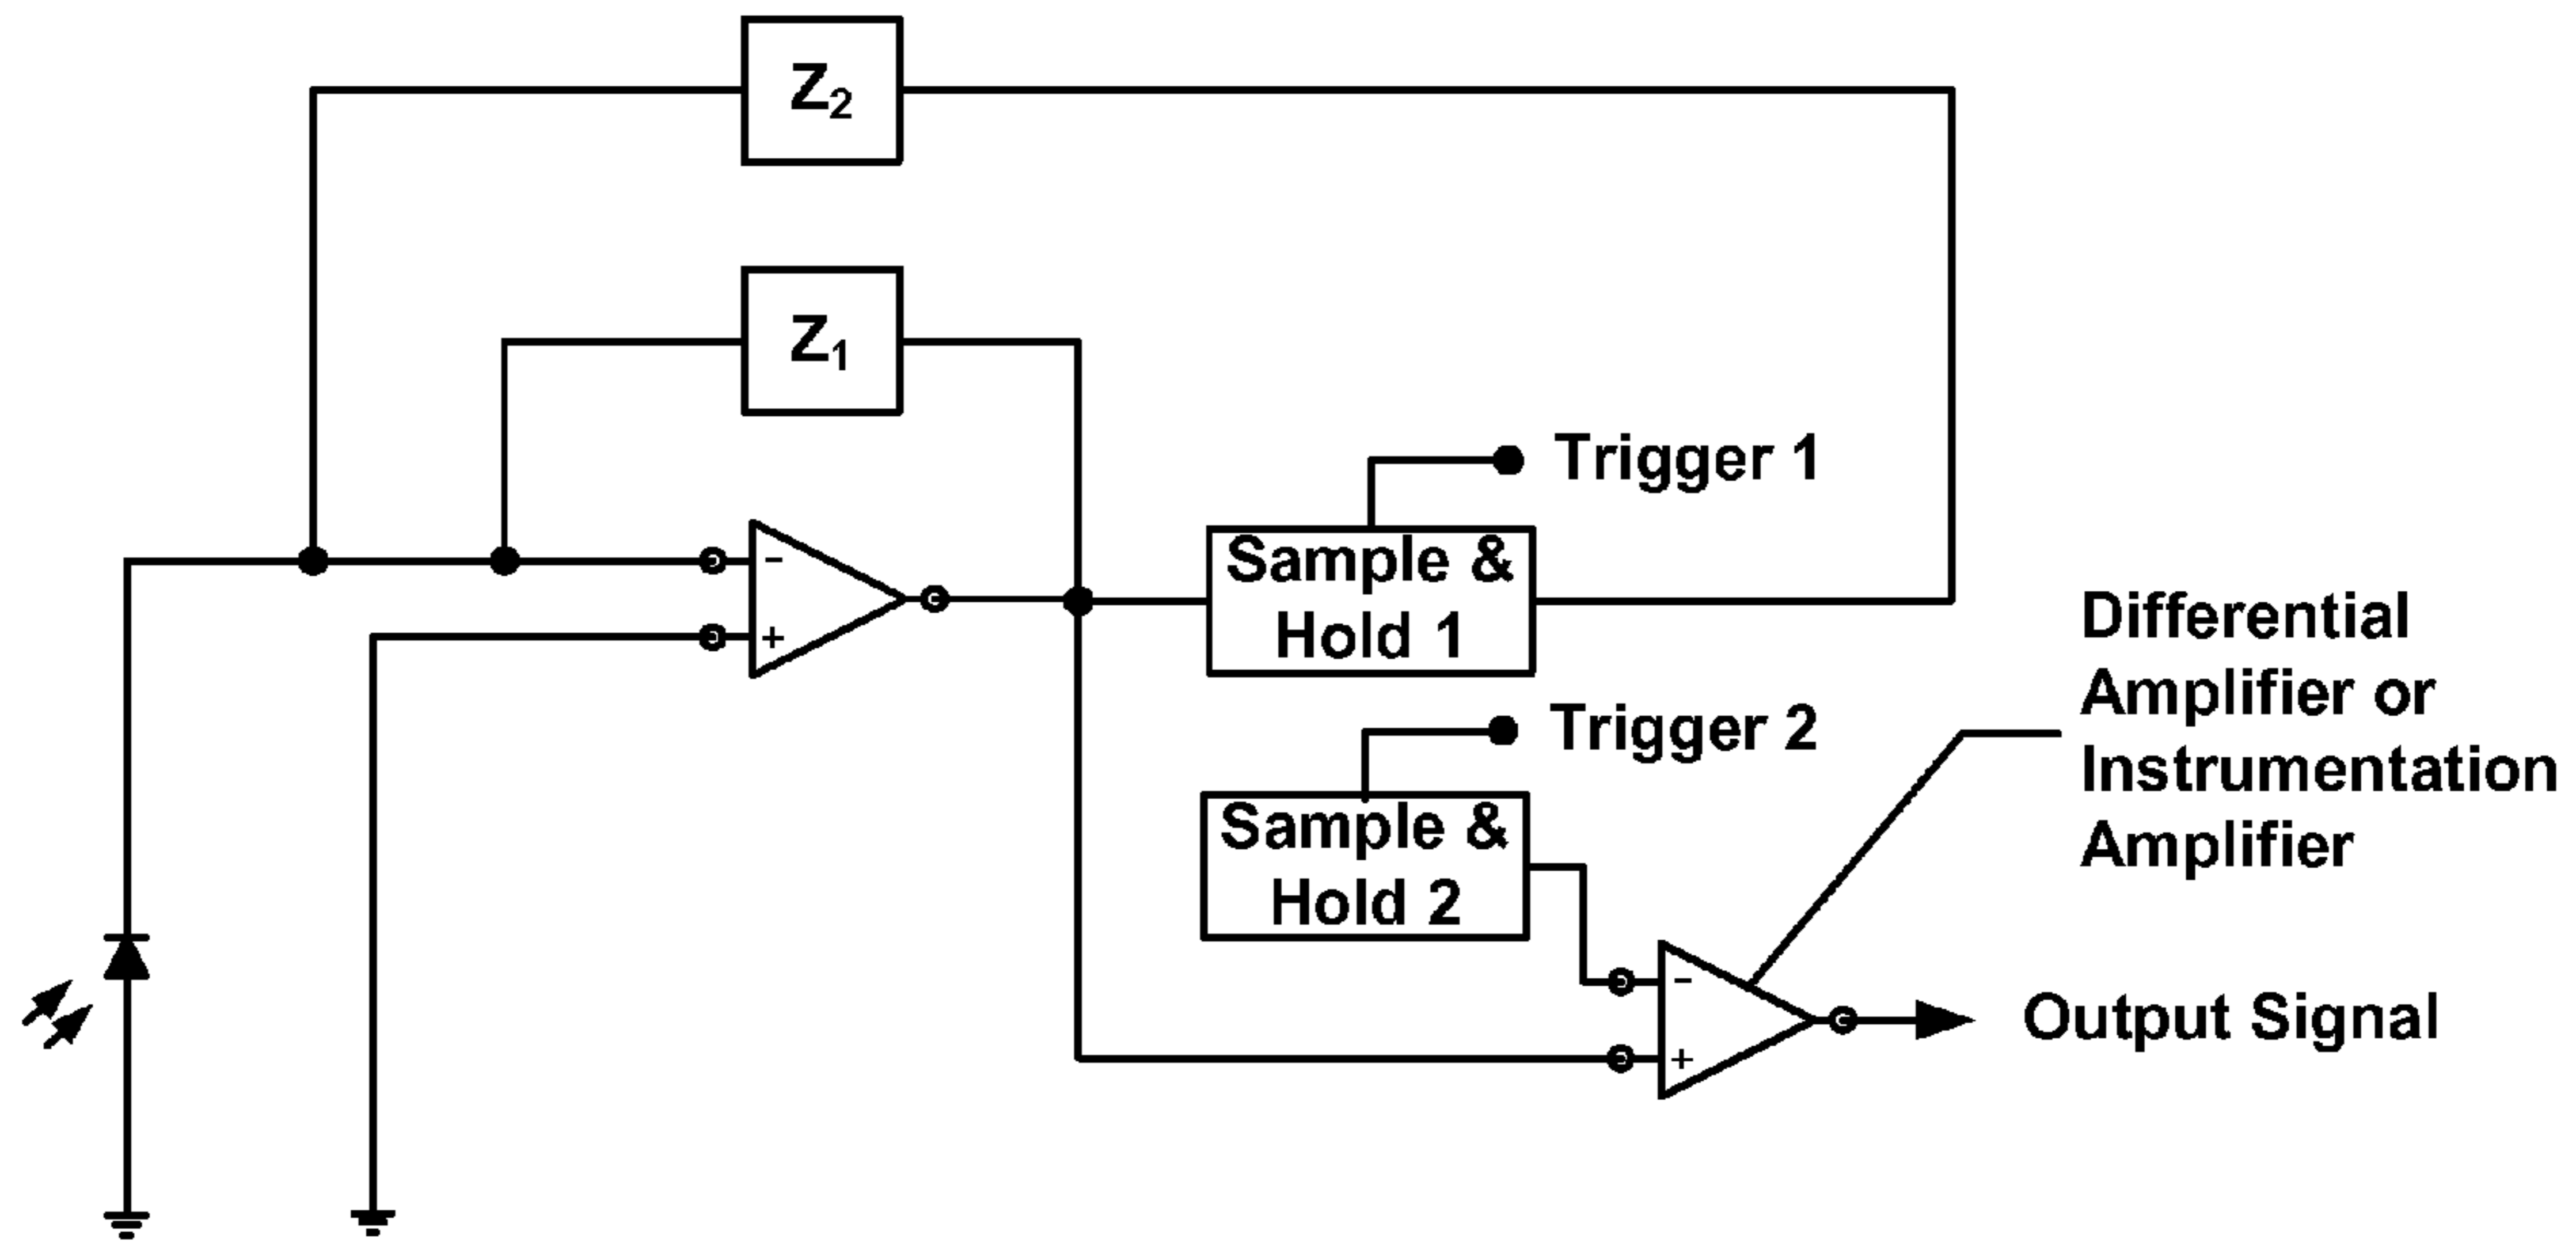 Z2
Z1
Trigger 1
-
+
Sample &
Hold 1
Trigger 2
Sample &
Hold 2
Differential
Amplifier or
Instrumentation
Amplifier
-
+
Output Signal